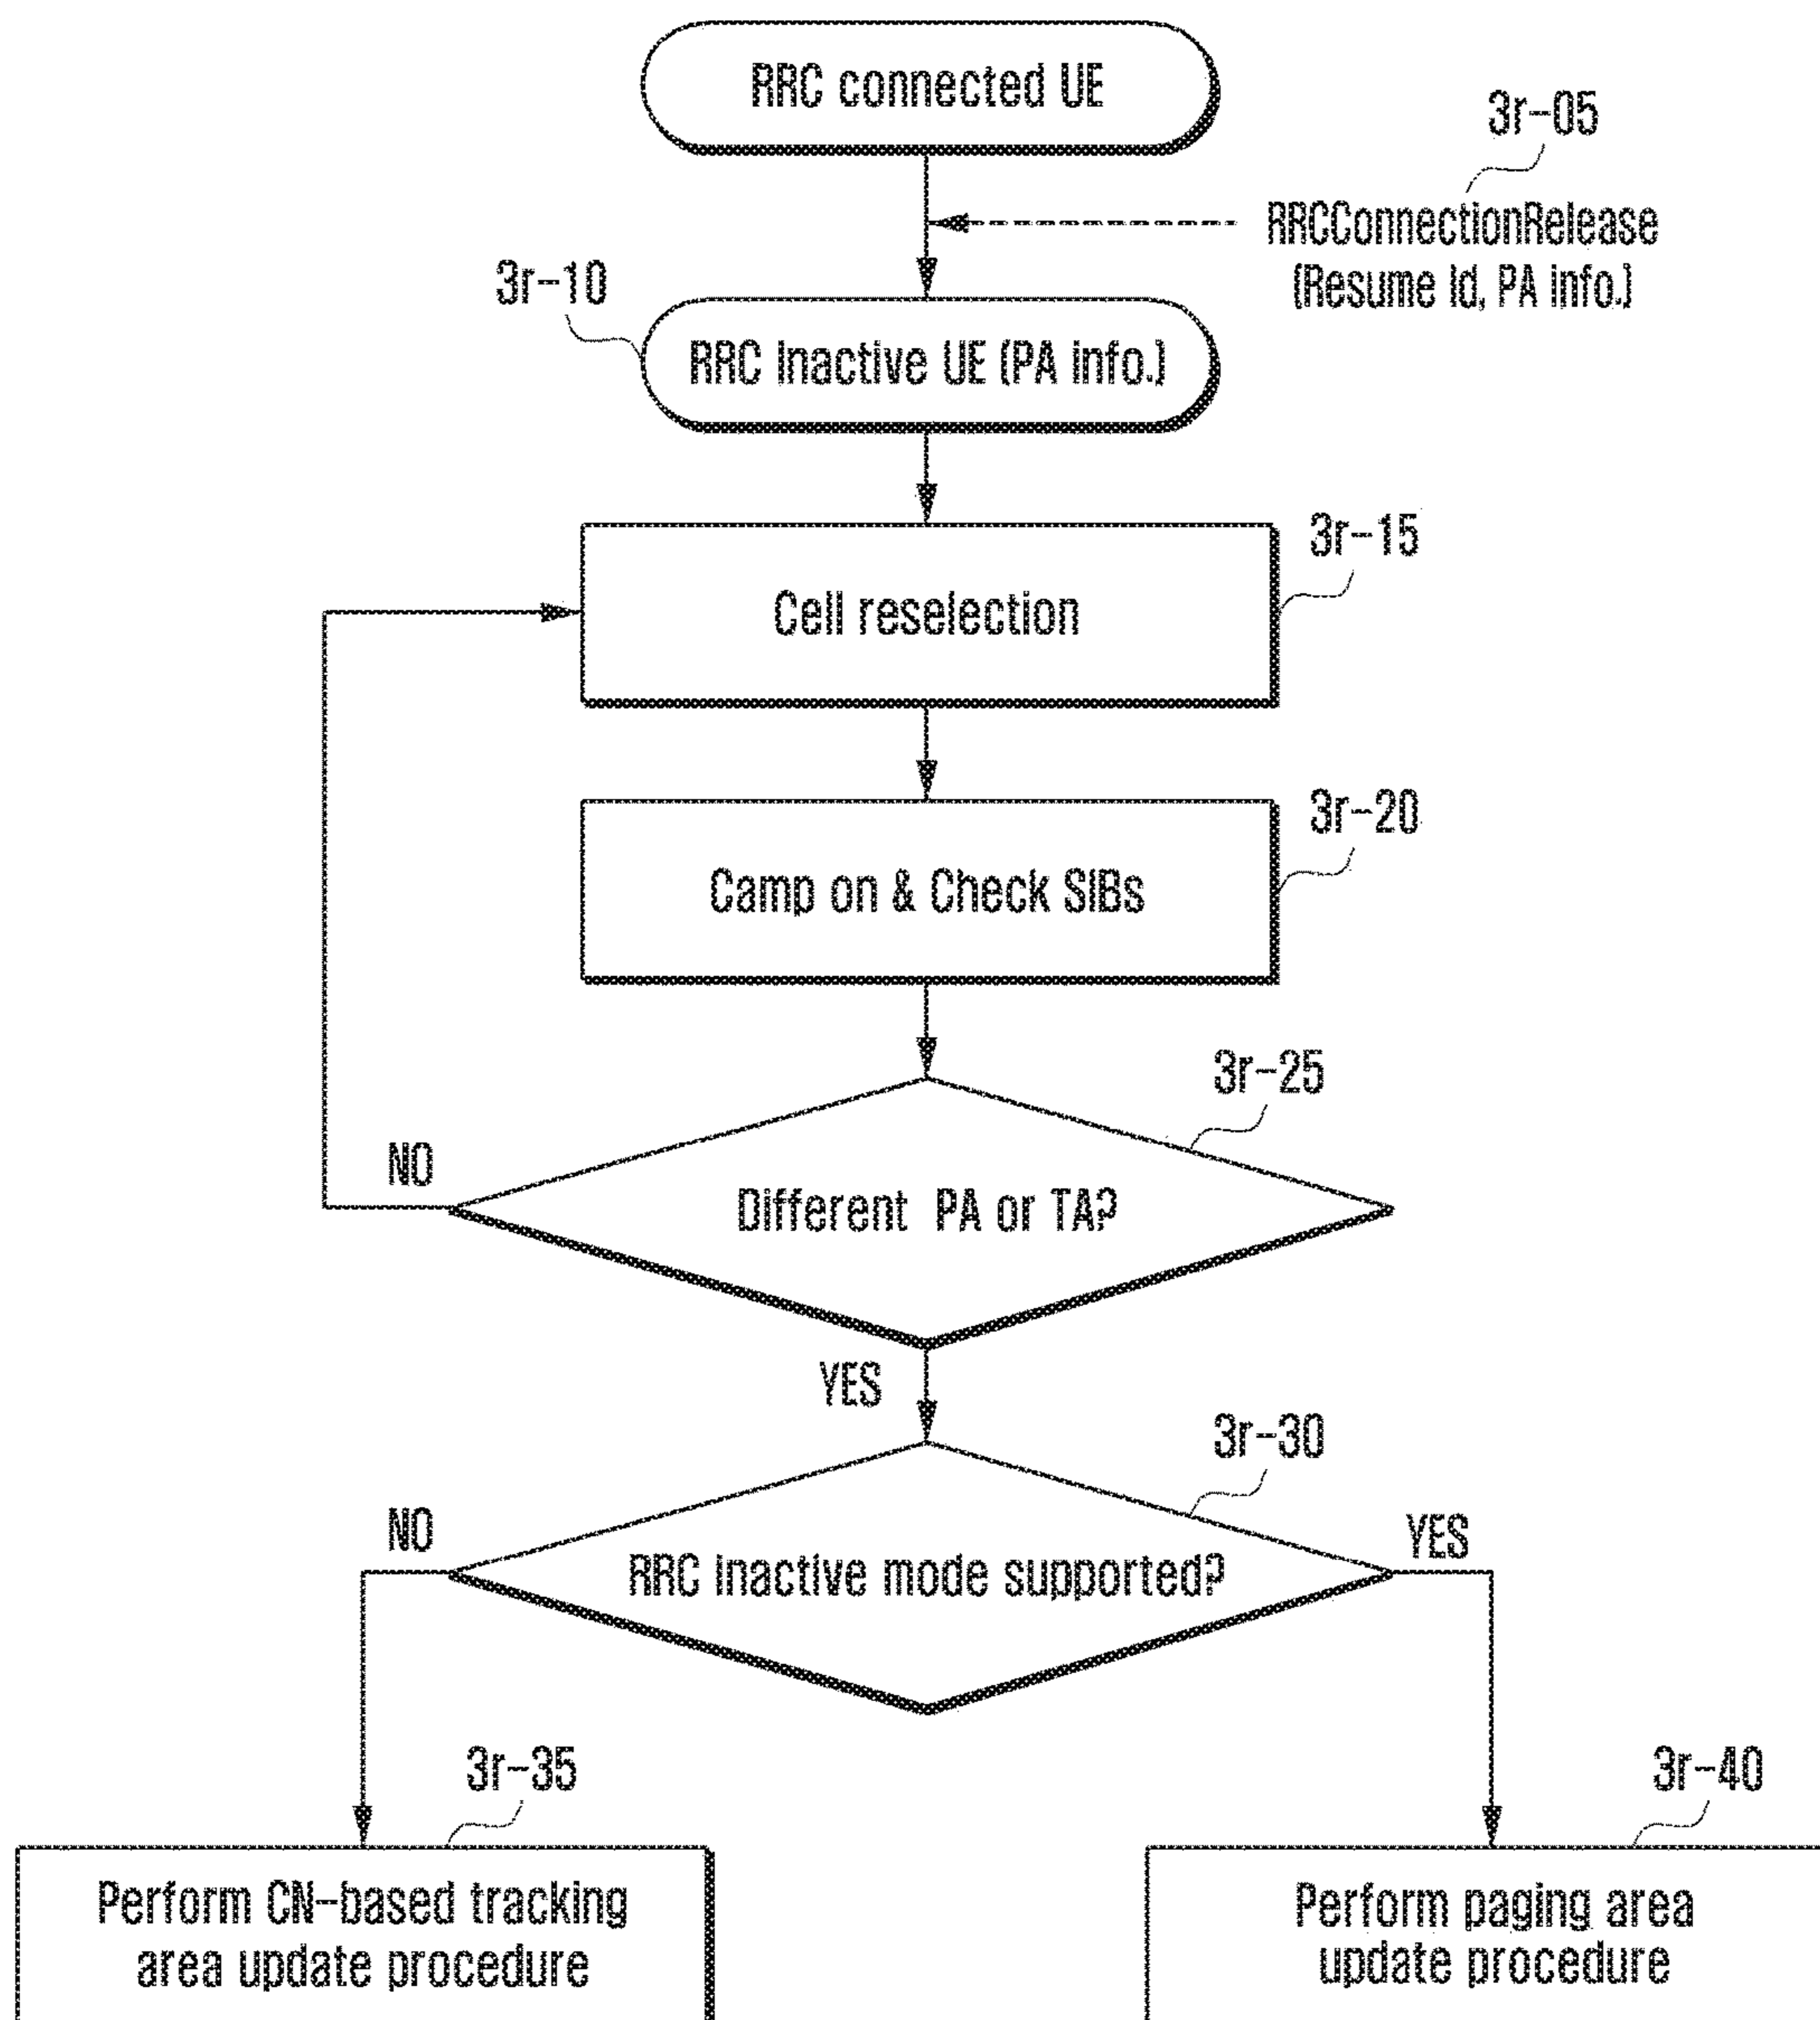 RRC connected UE
3r-05
RRCConnectionRelease
(Resume Id, PA info.)
3r-10
RRC Inactive UE (PA info.)
3r-15
Cell reselection
3r-20
Camp on & Check SIBs
3r-25
NO
Different PA or TA?
YES
3r-30
NO
YES
RRC inactive mode supported?
3r-35
3r-40
Perform CN-based tracking
area update procedure
Perform paging area
update procedure